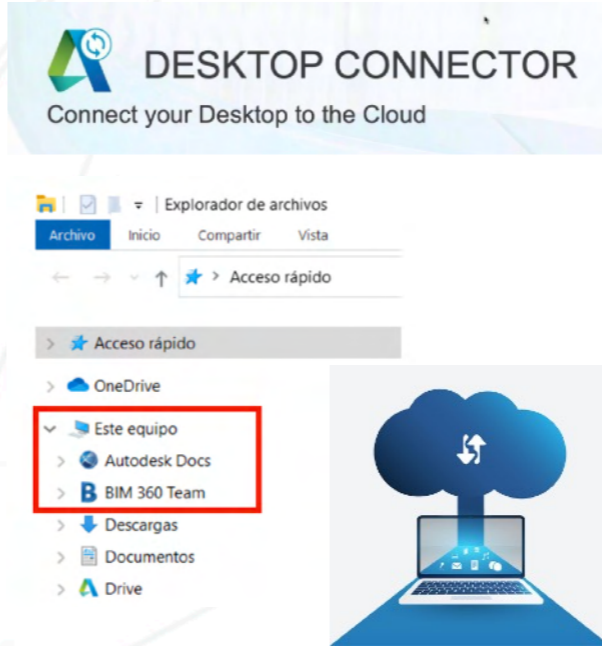 DESKTOP CONNECTOR
Connect your Desktop to the Cloud
Explorador de archivos
Archivo Inicio Compartir Vista
Acceso rápido
Acceso rápido
OneDrive
Este equipo
Autodesk Docs
B BIM 360 Team
Descargas
Documentos
Drive